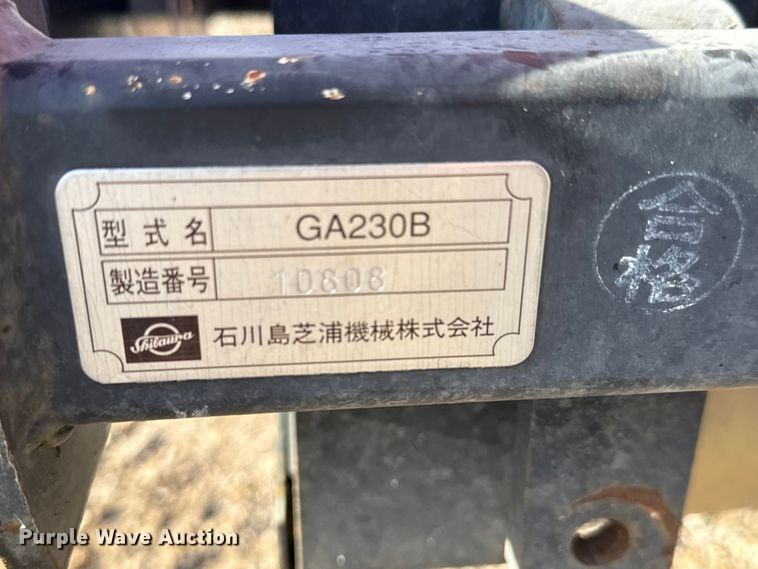 型式名 GA230B
製造番号 10808
Shibaura 石川島芝浦機械株式会社
合格
Purple Wave Auction